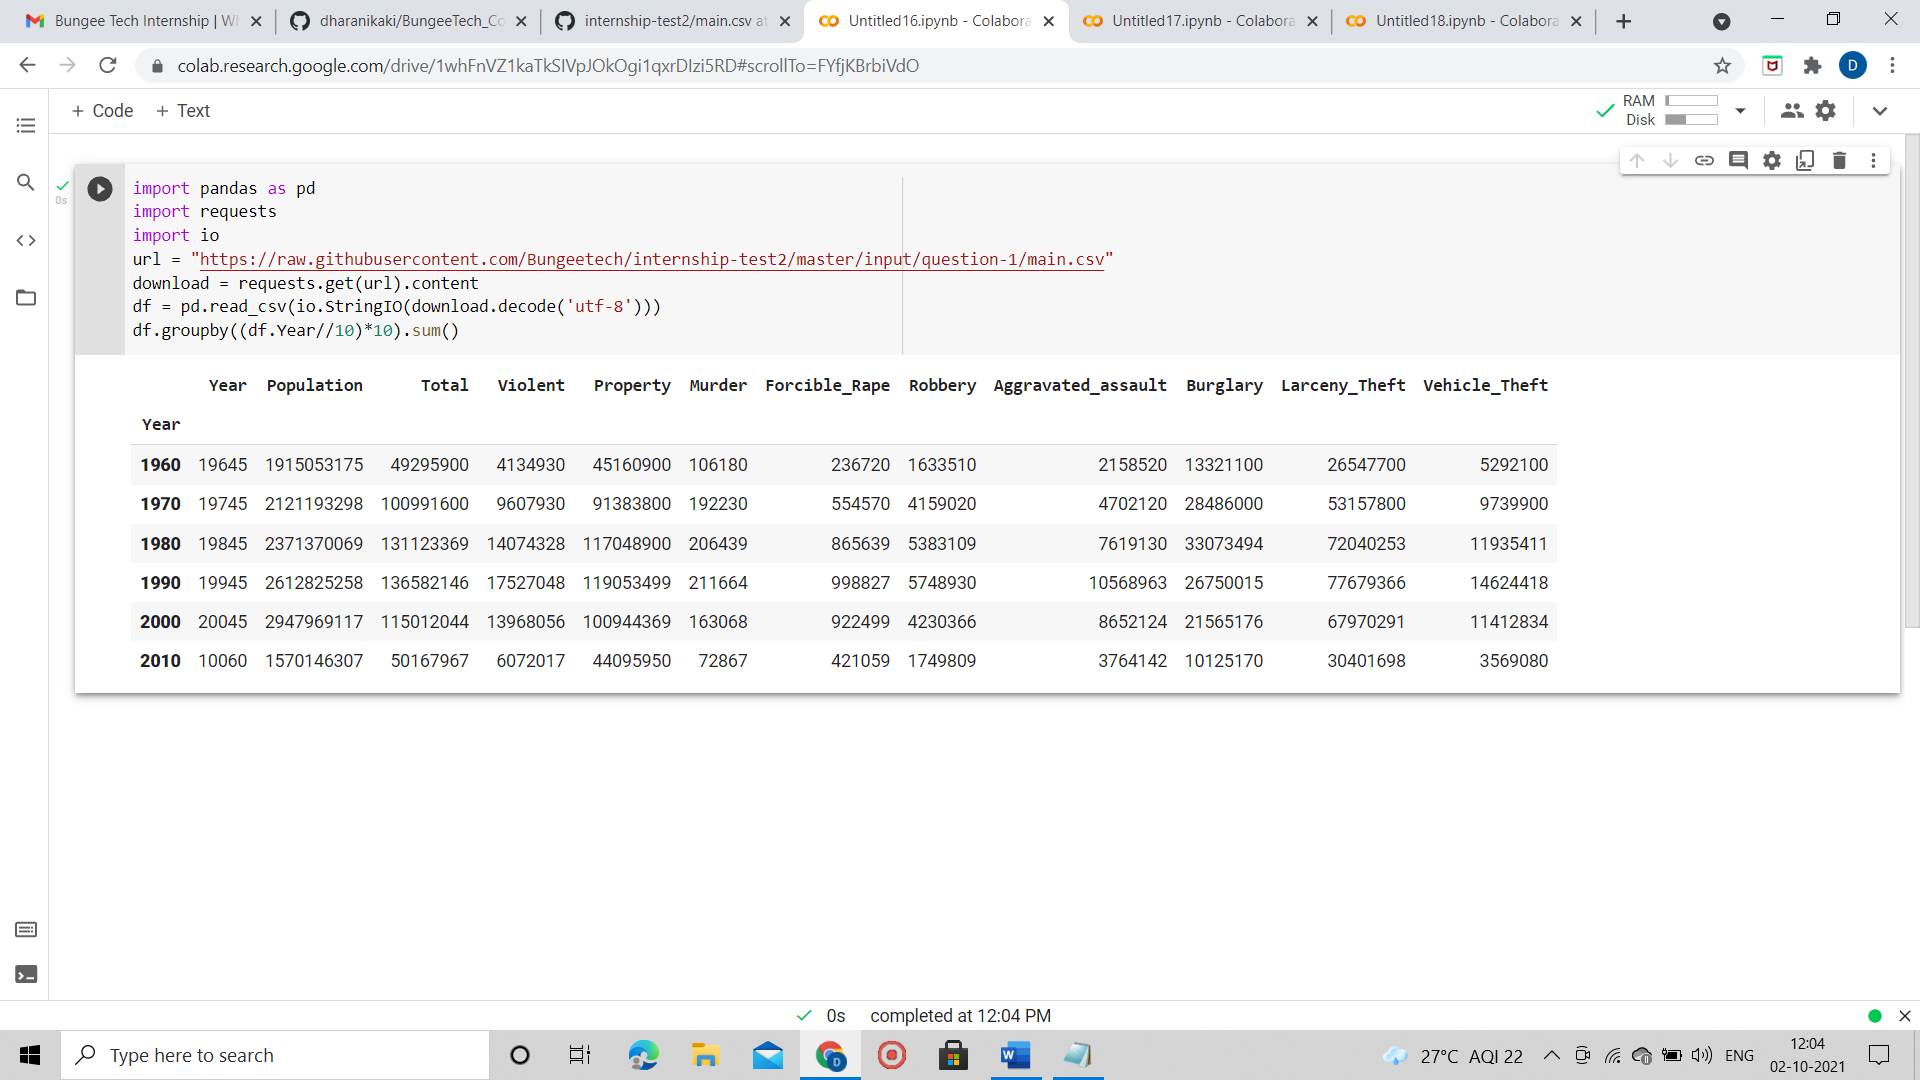 Bungee Tech Internship | W
dharanikaki/BungeeTech_Co
internship-test2/main.csv at
Untitled16.ipynb - Colabora
Untitled17.ipynb - Colabora
Untitled18.ipynb - Colabora
colab.research.google.com/drive/1whFnVZ1kaTkSIVpJOkOgi1qxrDIzi5RD#scrollTo=FYfjKBrbiVdO
D
+ Code + Text
RAM
Disk
0s
import pandas as pd
import requests
import io
url = "https://raw.githubusercontent.com/Bungeetech/internship-test2/master/input/question-1/main.csv"
download = requests.get(url).content
df = pd.read_csv(io.StringIO(download.decode('utf-8')))
df.groupby((df.Year//10)*10).sum()
Year Population Total Violent Property Murder Forcible_Rape Robbery Aggravated_assault Burglary Larceny_Theft Vehicle_Theft
Year
1960 19645 1915053175 49295900 4134930 45160900 106180 236720 1633510 2158520 13321100 26547700 5292100
1970 19745 2121193298 100991600 9607930 91383800 192230 554570 4159020 4702120 28486000 53157800 9739900
1980 19845 2371370069 131123369 14074328 117048900 206439 865639 5383109 7619130 33073494 72040253 11935411
1990 19945 2612825258 136582146 17527048 119053499 211664 998827 5748930 10568963 26750015 77679366 14624418
2000 20045 2947969117 115012044 13968056 100944369 163068 922499 4230366 8652124 21565176 67970291 11412834
2010 10060 1570146307 50167967 6072017 44095950 72867 421059 1749809 3764142 10125170 30401698 3569080
0s completed at 12:04 PM
Type here to search
27°C AQI 22
ENG
12:04
02-10-2021